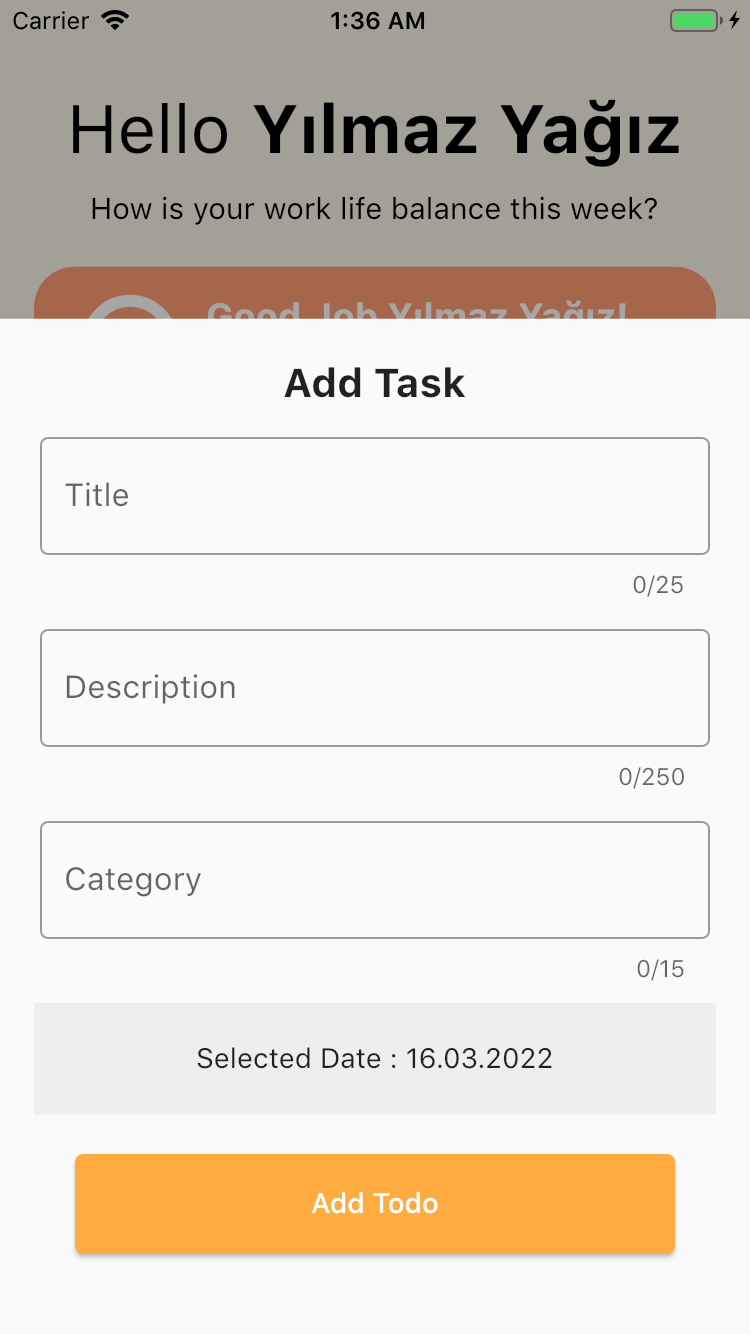 Carrier 1:36 AM
Hello Yılmaz Yağız
How is your work life balance this week?
Good Job Yılmaz Yağız!
Add Task
Title
0/25
Description
0/250
Category
0/15
Selected Date : 16.03.2022
Add Todo